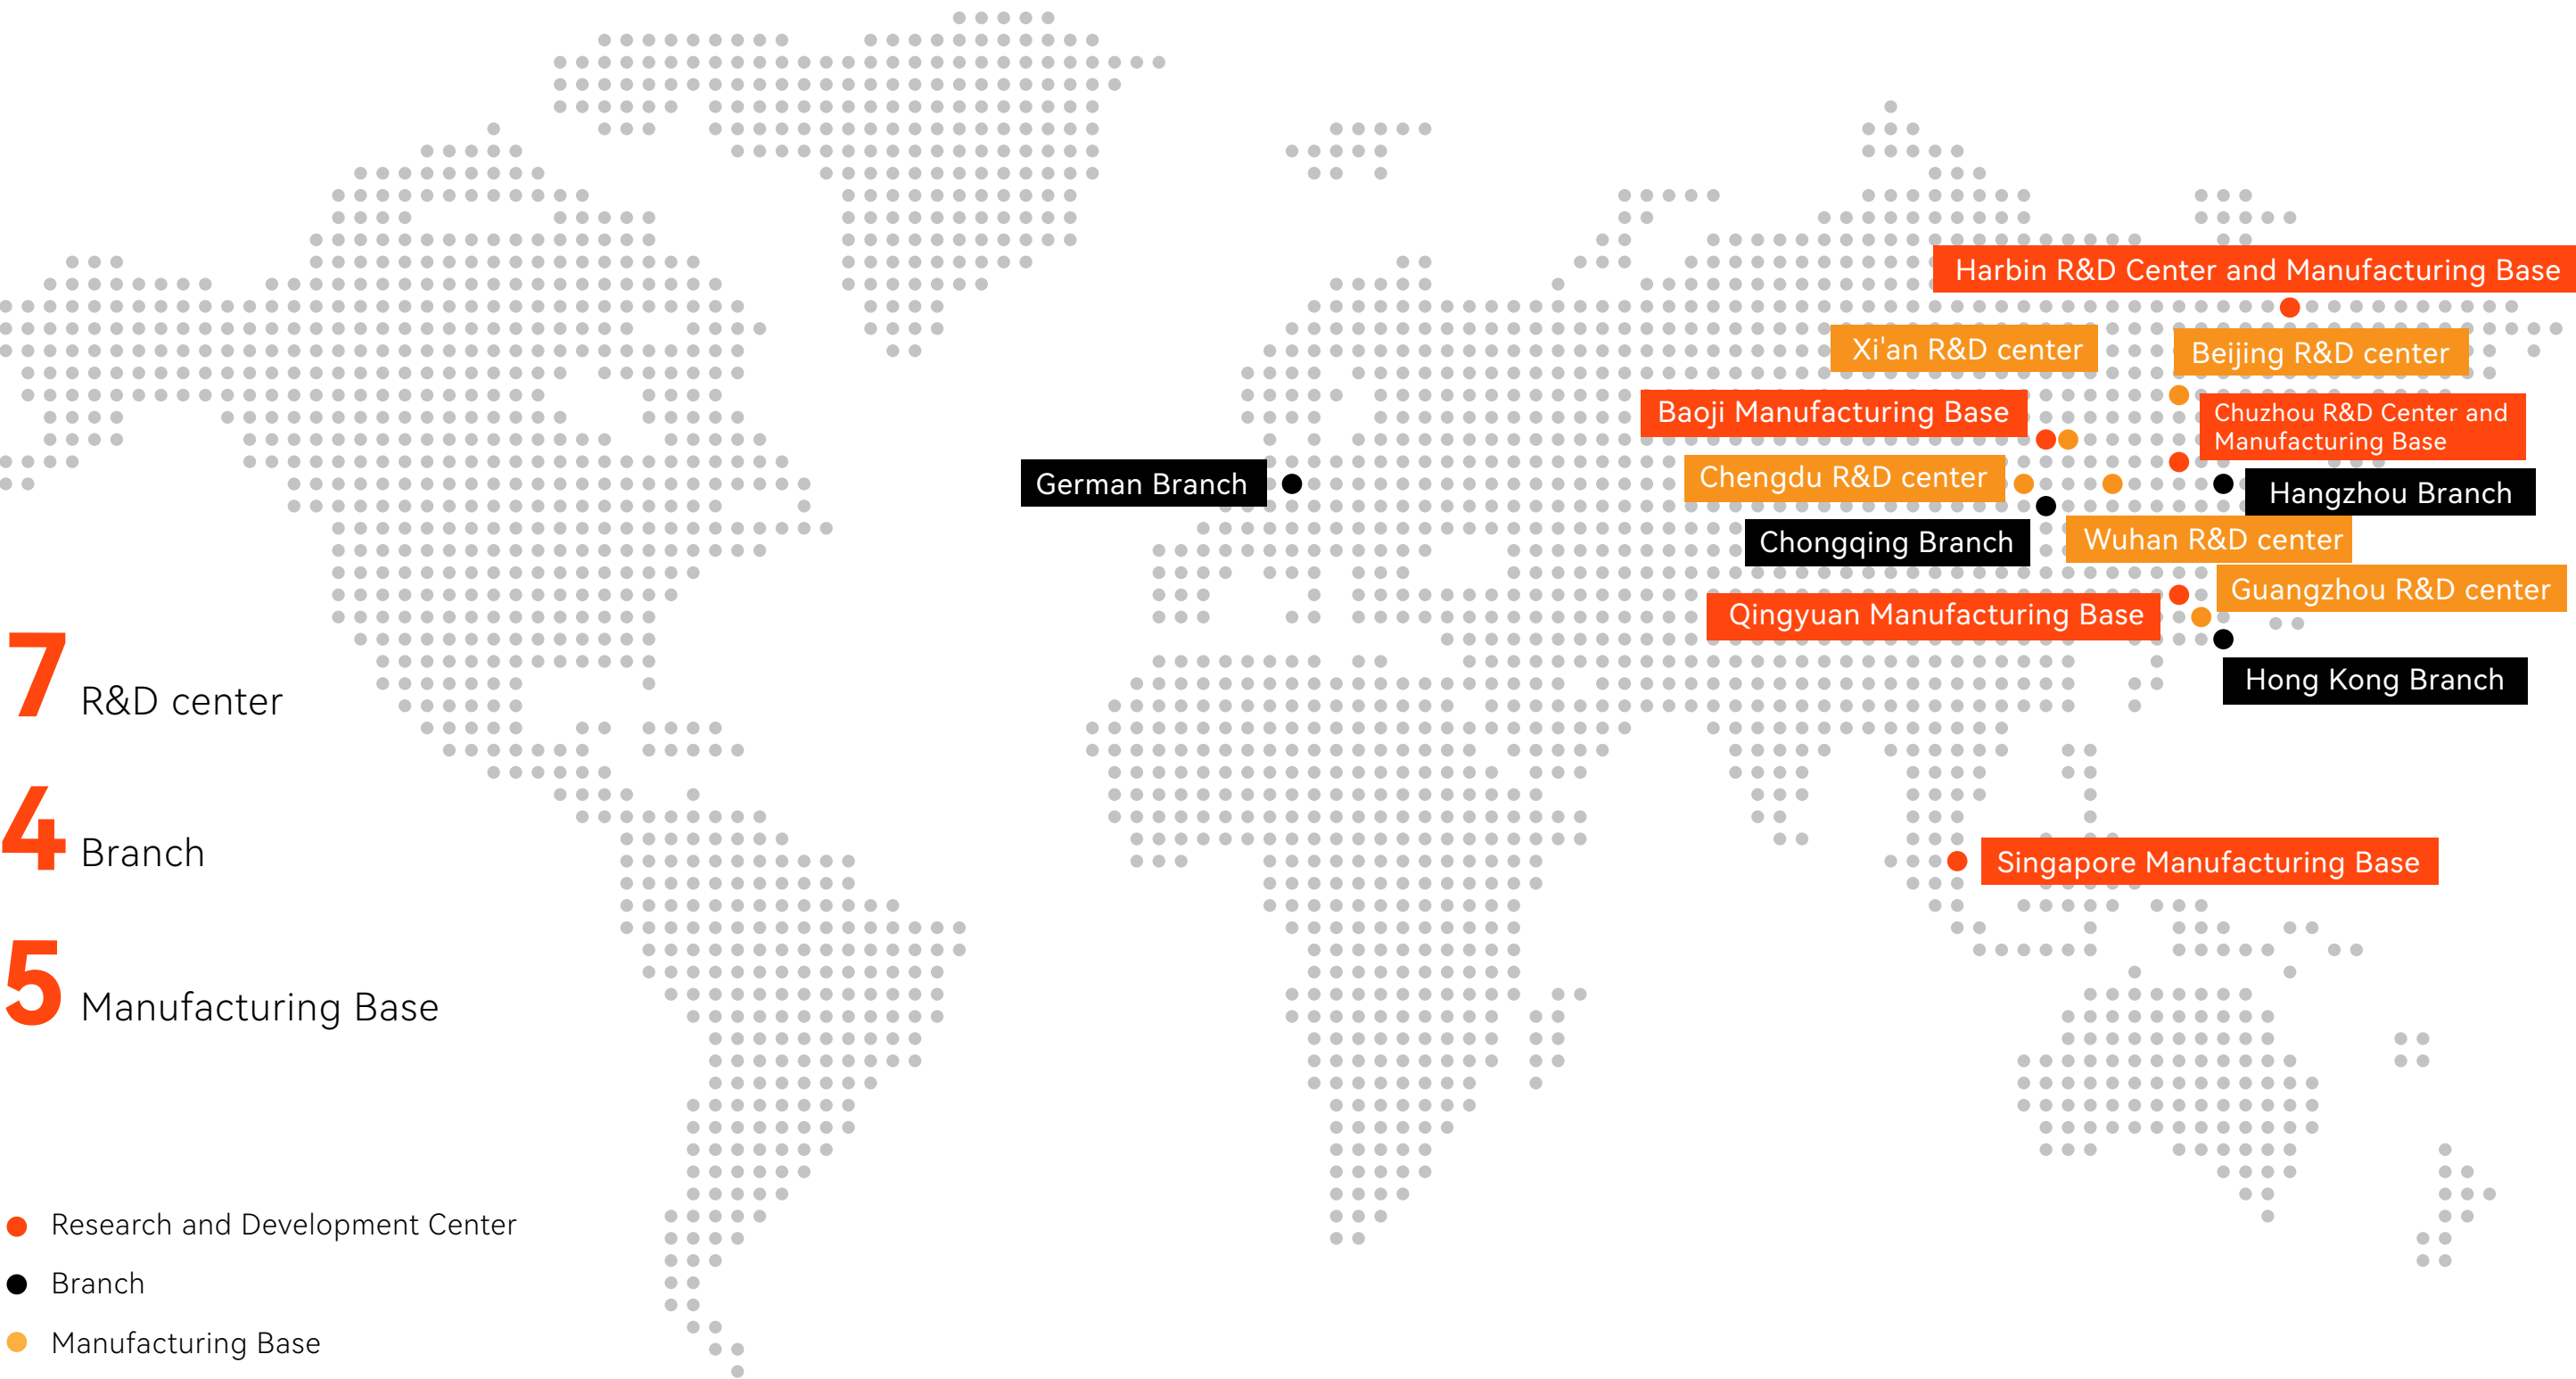 Harbin R&D Center and Manufacturing Base
Xi'an R&D center
Beijing R&D center
Baoji Manufacturing Base
Chuzhou R&D Center and
Manufacturing Base
German Branch
Chengdu R&D center
Hangzhou Branch
Chongqing Branch
Wuhan R&D center
Guangzhou R&D center
Qingyuan Manufacturing Base
Hong Kong Branch
7 R&D center
4 Branch
Singapore Manufacturing Base
5 Manufacturing Base
Research and Development Center
Branch
Manufacturing Base